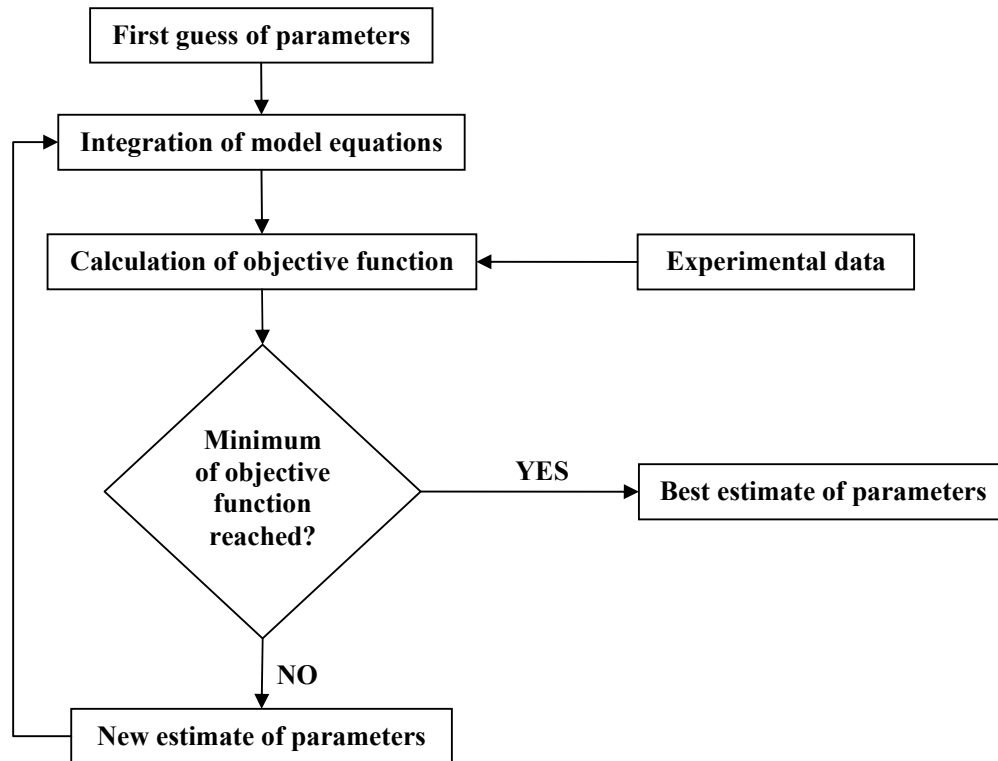 First guess of parameters
Integration of model equations
Calculation of objective function
Experimental data
Minimum
of objective
function
reached?
YES
Best estimate of parameters
NO
New estimate of parameters